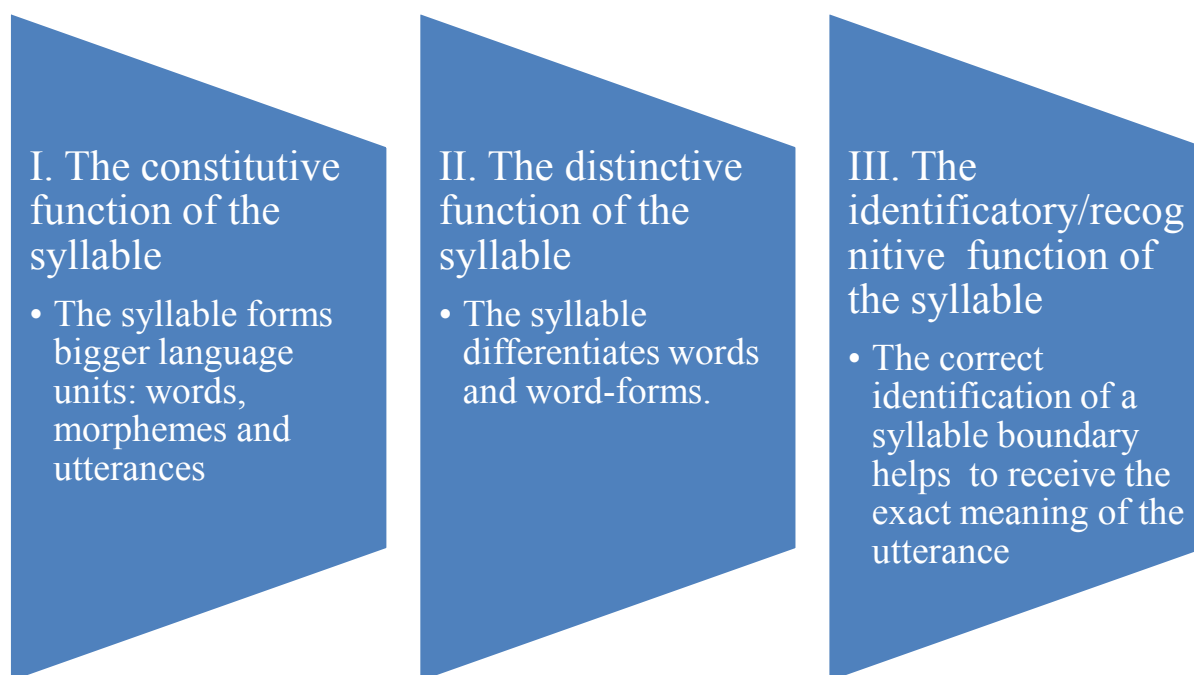 I. The constitutive
function of the
syllable
• The syllable forms
bigger language
units: words,
morphemes and
utterances
II. The distinctive
function of the
syllable
• The syllable
differentiates words
and word-forms.
III. The
identificatory/recog
nitive  function of
the syllable
• The correct
identification of a
syllable boundary
helps  to receive the
exact meaning of the
utterance